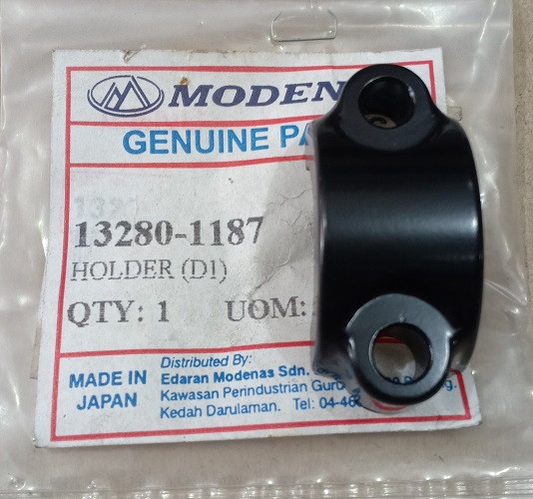 MODEN
GENUINE PA
13280-1187
HOLDER (D1)
QTY: 1 UOM:
MADE IN
JAPAN
Distributed By:
Edaran Modenas Sdn.
Kawasan Perindustrian Guru
Kedah Darulaman. Tel: 04-46